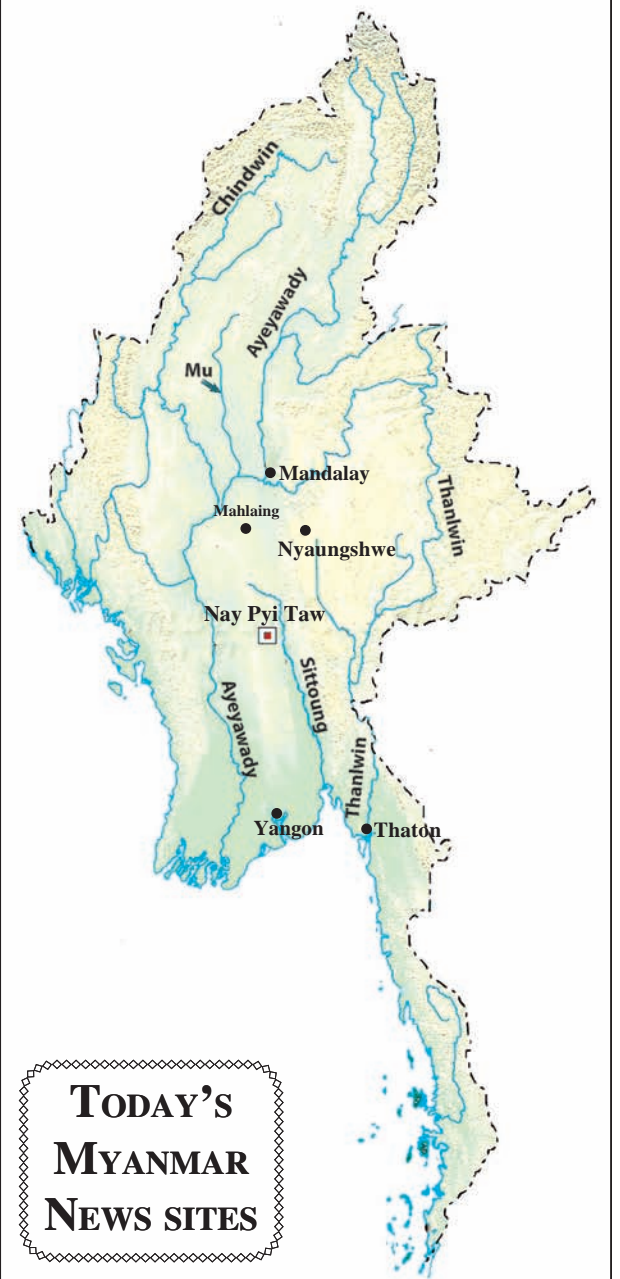 Chindwin
Ayeyawady
Mu
Mandalay
Mahlaing
Nyaungshwe
Thanlwin
Nay Pyi Taw
Sittoung
Ayeyawady
Thanlwin
Yangon
Thaton
TODAY'S
MYANMAR
NEWS SITES